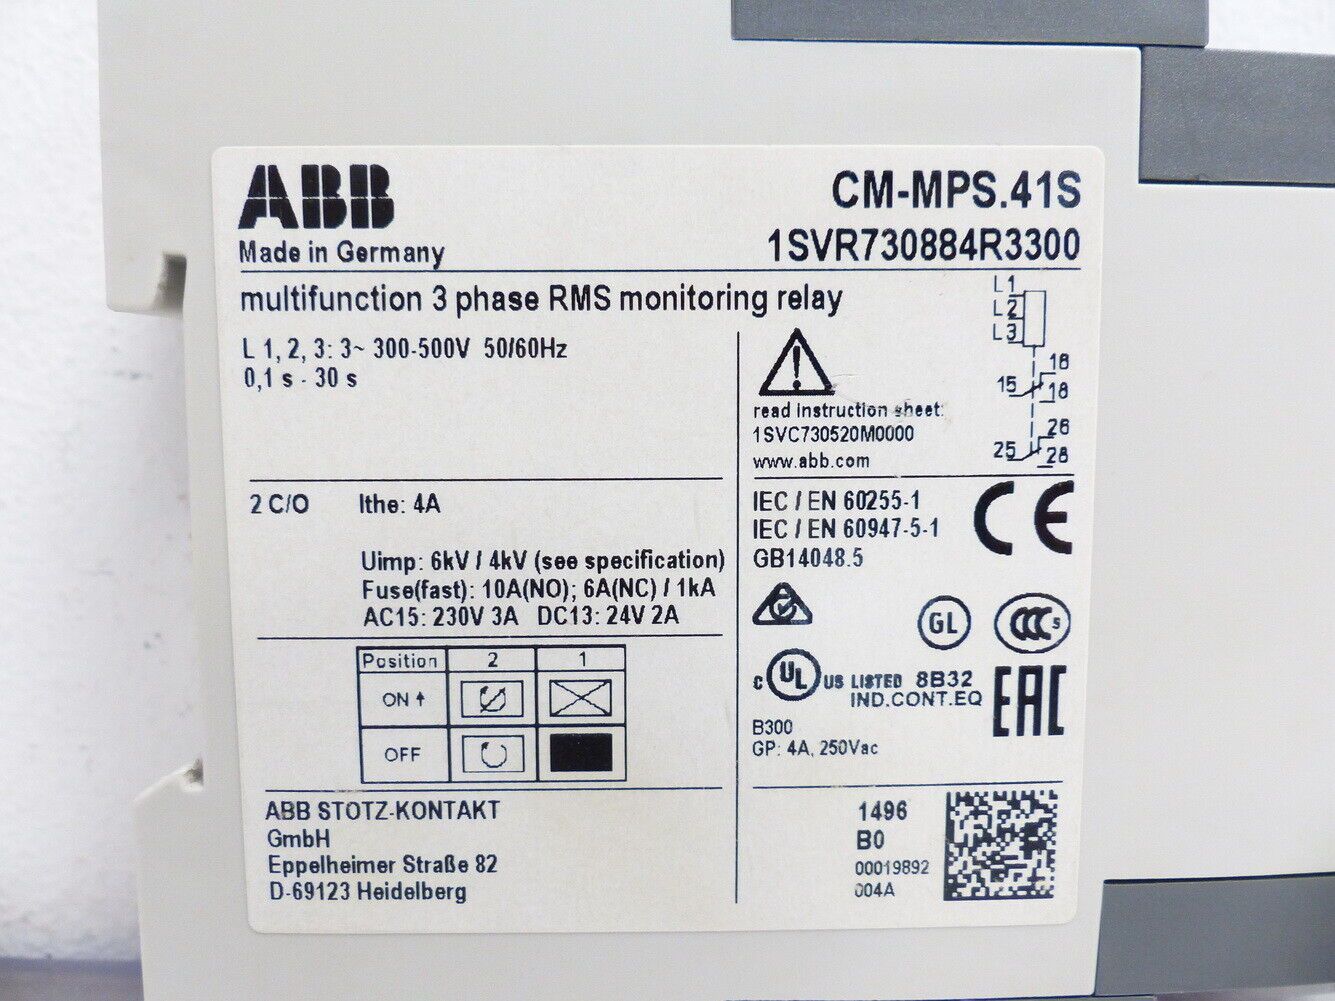 ABB
Made in Germany
CM-MPS.41S
1SVR730884R3300
multifunction 3 phase RMS monitoring relay
L 1, 2, 3: 3~ 300-500V 50/60Hz
0,1 s - 30 s
L1
L2
L3
15
16
18
25
26
28
read instruction sheet:
1SVC730520M0000
www.abb.com
2 C/O Ithe: 4A
Uimp: 6kV / 4kV (see specification)
Fuse(fast): 10A(NO); 6A(NC) / 1kA
AC15: 230V 3A DC13: 24V 2A
IEC / EN 60255-1
IEC / EN 60947-5-1
GB14048.5
CE
GL
CCC S
C UL US LISTED 8B32
IND.CONT.EQ
EAC
B300
GP: 4A, 250Vac
Position 2 1
ON ↑
OFF
ABB STOTZ-KONTAKT
GmbH
Eppelheimer Straße 82
D-69123 Heidelberg
1496
B0
00019892
004A